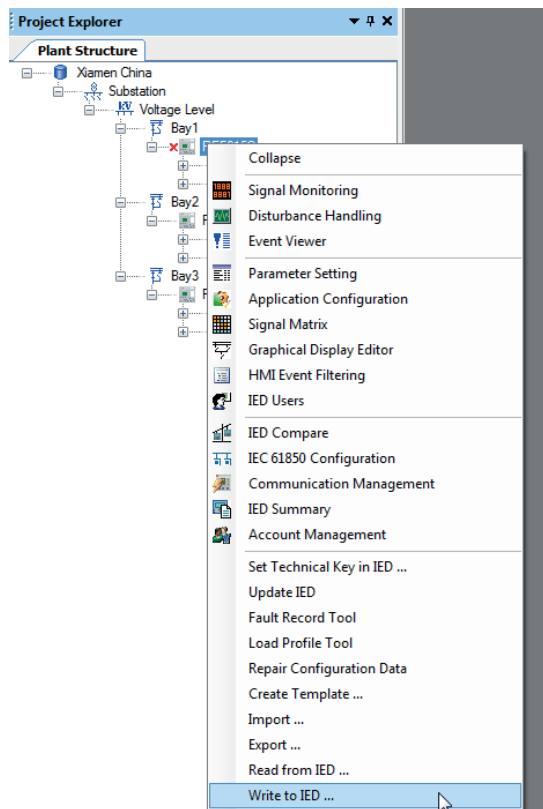 Project Explorer
Plant Structure
Xiamen China
Substation
Voltage Level
Bay1
Bay2
Bay3
Collapse
Signal Monitoring
Disturbance Handling
Event Viewer
Parameter Setting
Application Configuration
Signal Matrix
Graphical Display Editor
HMI Event Filtering
IED Users
IED Compare
IEC 61850 Configuration
Communication Management
IED Summary
Account Management
Set Technical Key in IED ...
Update IED
Fault Record Tool
Load Profile Tool
Repair Configuration Data
Create Template ...
Import ...
Export ...
Read from IED ...
Write to IED ...